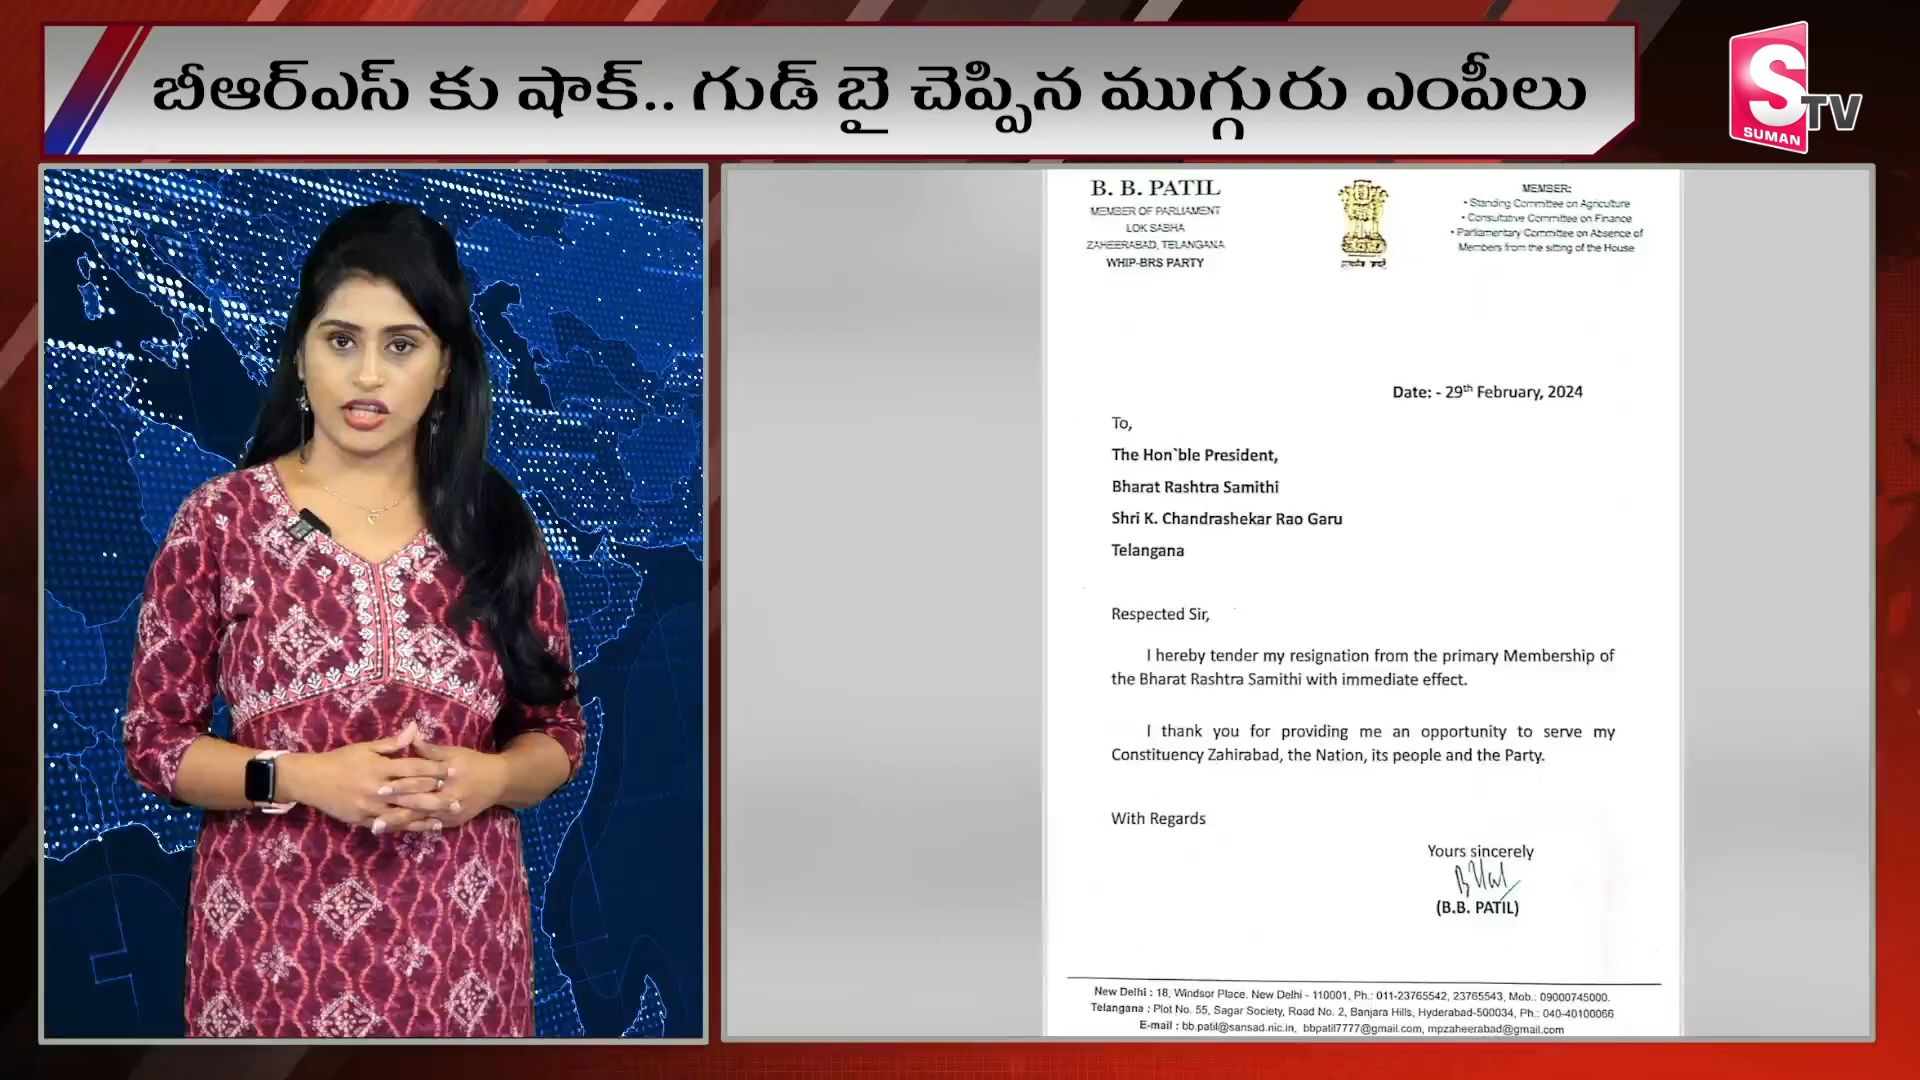 బీఆర్ఎస్ కు షాక్.. గుడ్ బై చెప్పిన ముగ్గురు ఎంపీలు
S
TV
SUMAN
B. B. PATIL
MEMBER OF PARLIAMENT
LOK SABHA
ZAHEERABAD, TELANGANA
WHIP-BRS PARTY
MEMBER:
• Standing Committee on Agriculture
• Consultative Committee on Finance
• Parliamentary Committee on Absence of
Members from the sitting of the House
Date: - 29th February, 2024
To,
The Hon`ble President,
Bharat Rashtra Samithi
Shri K. Chandrashekar Rao Garu
Telangana
Respected Sir,
I hereby tender my resignation from the primary Membership of
the Bharat Rashtra Samithi with immediate effect.
I thank you for providing me an opportunity to serve my
Constituency Zahirabad, the Nation, its people and the Party.
With Regards
Yours sincerely
(B.B. PATIL)
New Delhi : 18, Windsor Place. New Delhi - 110001, Ph.: 011-23765542, 23765543, Mob.: 09000745000.
Telangana : Plot No. 55, Sagar Society, Road No. 2, Banjara Hills, Hyderabad-500034, Ph.: 040-40100066
E-mail : bb.patil@sansad.nic.in, bbpatil7777@gmail.com, mpzaheerabad@gmail.com